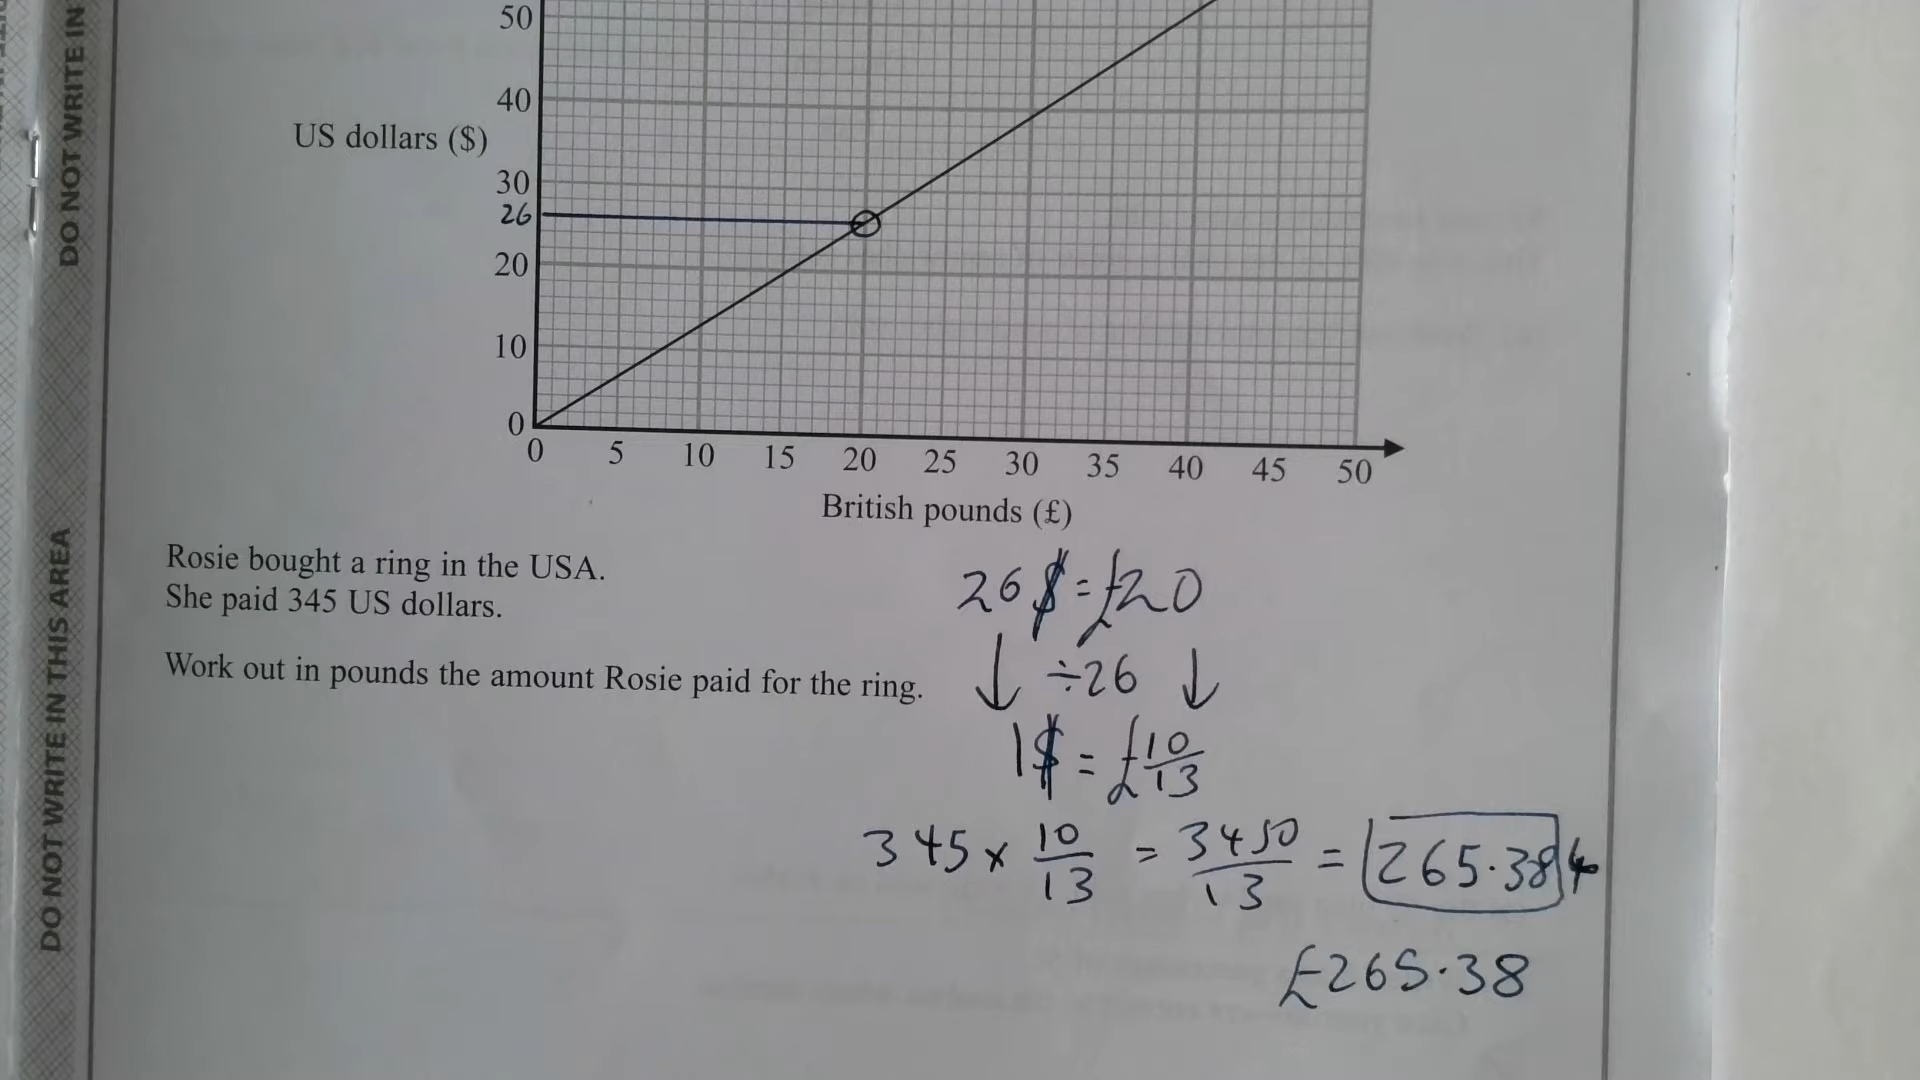 DO NOT WRITE IN
50
40
US dollars ($)
30
26
20
10
0
0 5 10 15 20 25 30 35 40 45 50
British pounds (£)
DO NOT WRITE IN THIS AREA
Rosie bought a ring in the USA.
She paid 345 US dollars.
Work out in pounds the amount Rosie paid for the ring.
26$ = £20
↓ ÷26 ↓
1$ = £10/13
345 × 10/13 = 3450/13 = 265.384
£265.38